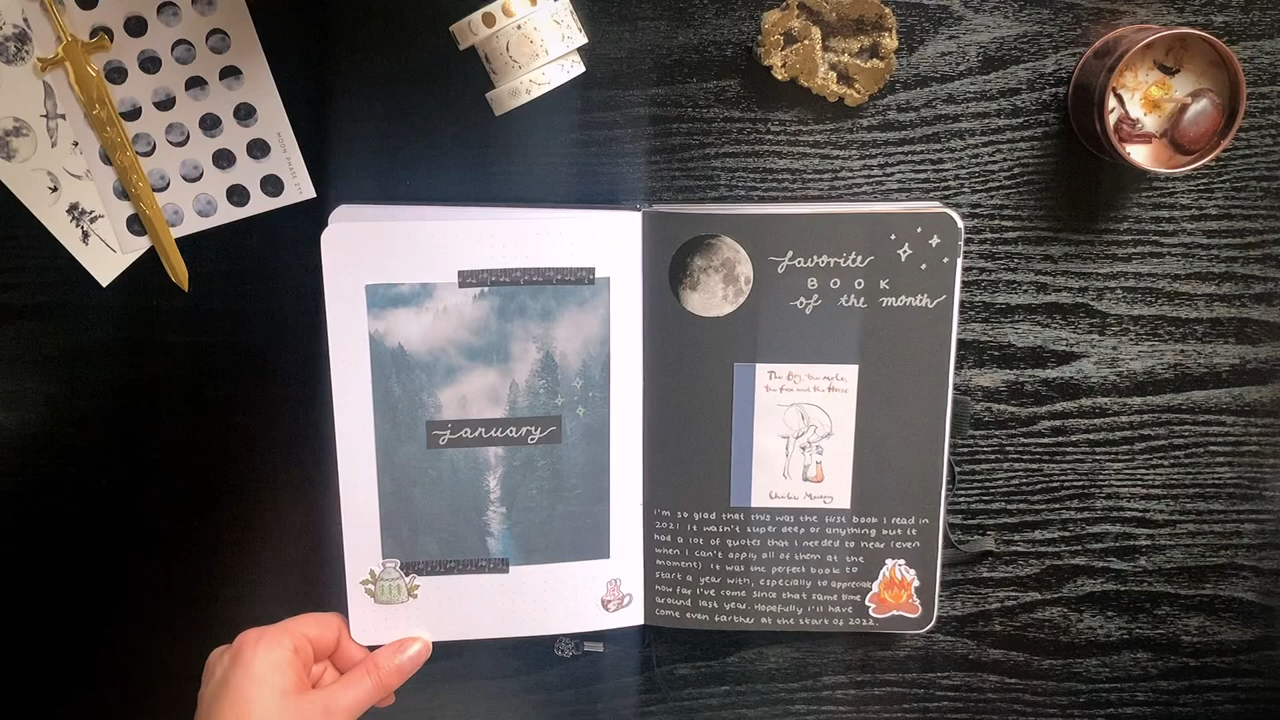 MOON PHASE 211
january
favorite
BOOK
of the month
The Boy, the mole,
the fox and the Horse
Charlie Mackesy
I'm so glad that this was the first book I read in
2021 It wasn't super deep or anything but it
had a lot of quotes that I needed to hear (even
when I can't apply all of them at the
moment) It was the perfect book to
start a year with, especially to appreciate
how far I've come since that same time
around last year. Hopefully I'll have
come even farther at the start of 2022.